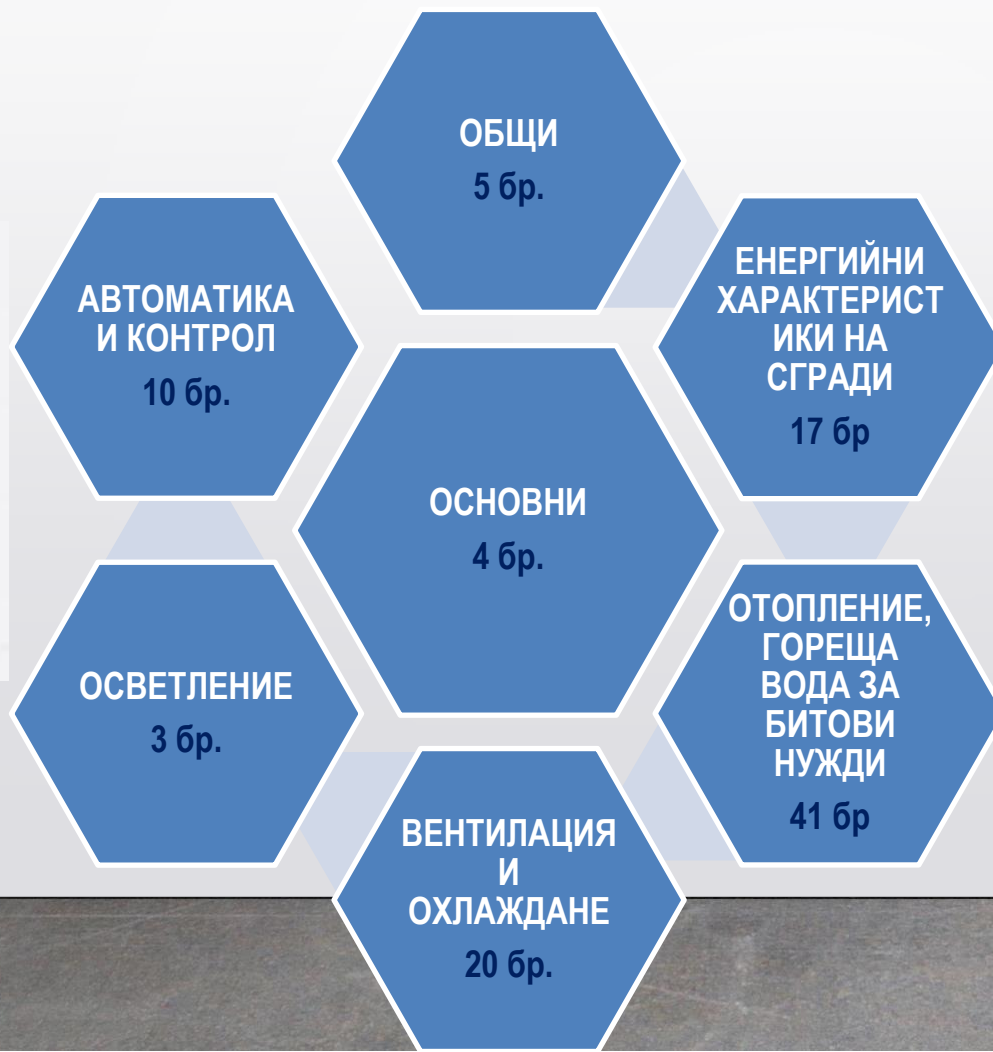 ОБЩИ
5 бр.
ЕНЕРГИЙНИ
ХАРАКТЕРИСТ
ИКИ НА
СГРАДИ
17 бр
ОТОПЛЕНИЕ,
ГОРЕЩА
ВОДА ЗА
БИТОВИ
НУЖДИ
41 бр
ВЕНТИЛАЦИЯ
И
ОХЛАЖДАНЕ
20 бр.
ОСВЕТЛЕНИЕ
3 бр.
АВТОМАТИКА
И КОНТРОЛ
10 бр.
ОСНОВНИ
4 бр.